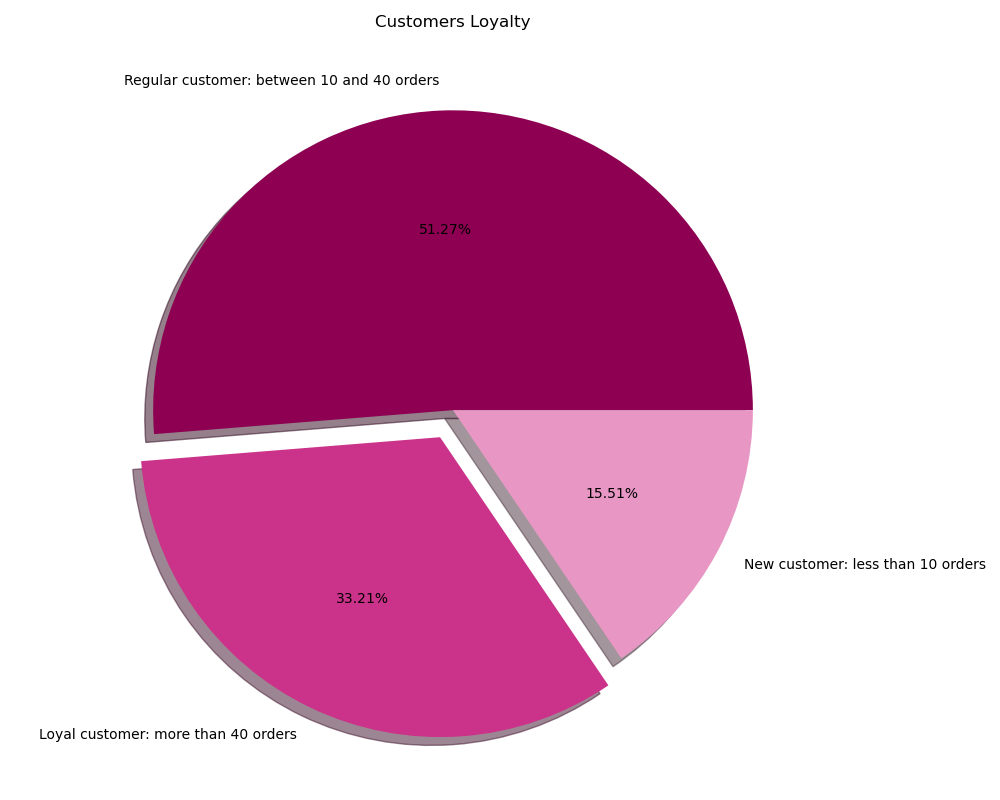 Customers Loyalty
Regular customer: between 10 and 40 orders
51.27%
15.51%
New customer: less than 10 orders
33.21%
Loyal customer: more than 40 orders